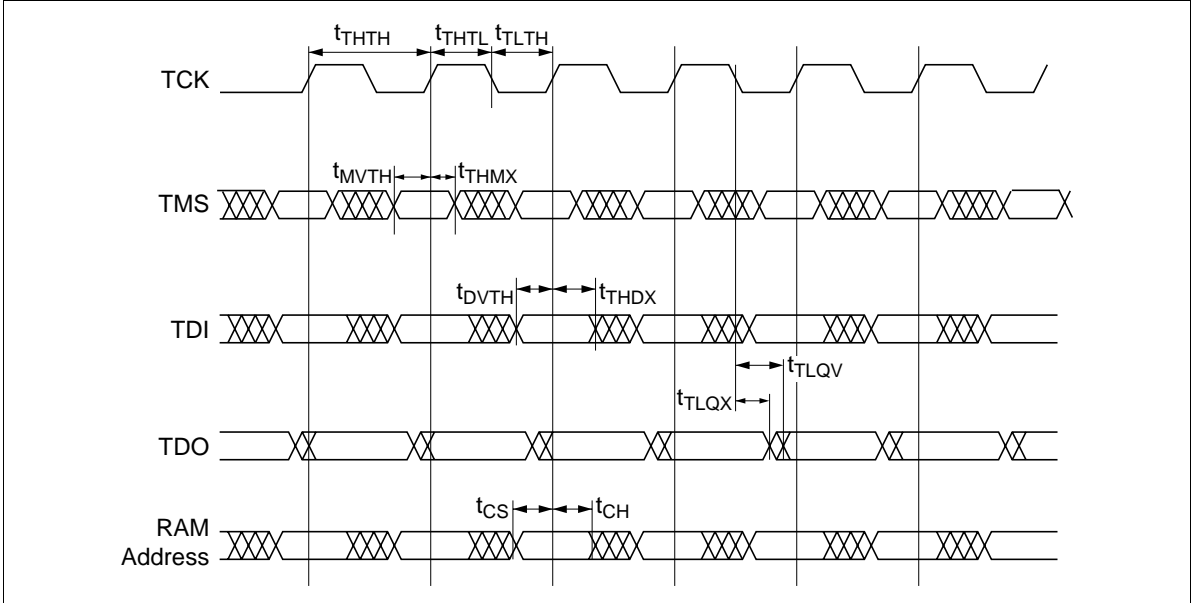 tTHTH tTHTL tTLTH
TCK
tMVTH tTHMX
TMS
tDVTH tTHDX
TDI
tTLQV
tTLQX
TDO
tCS tCH
RAM
Address